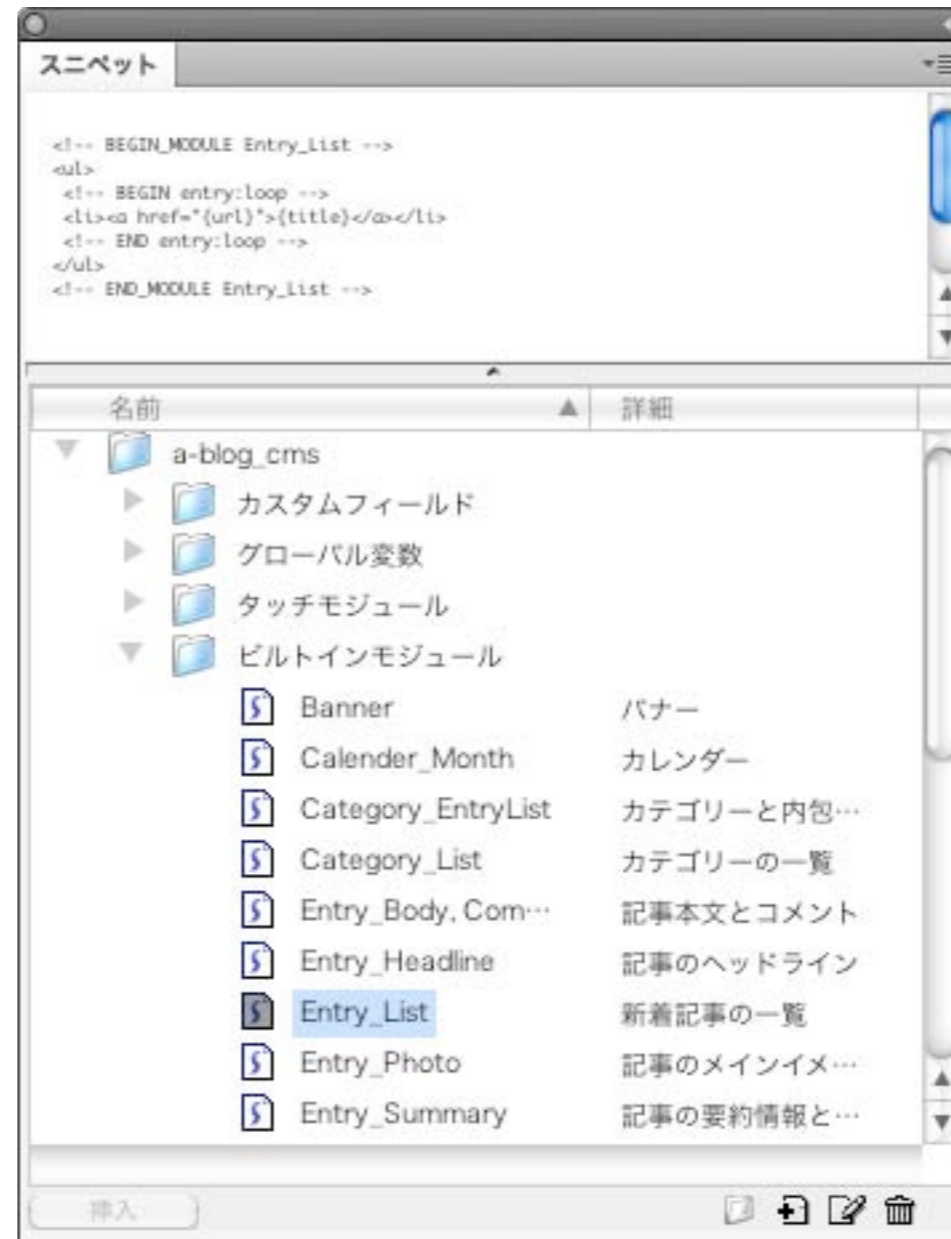 スニペット
<!-- BEGIN_MODULE Entry_List -->
<ul>
<!-- BEGIN entry:loop -->
<li><a href="{url}">{title}</a></li>
<!-- END entry:loop -->
</ul>
<!-- END_MODULE Entry_List -->
名前 詳細
a-blog_cms
カスタムフィールド
グローバル変数
タッチモジュール
ビルトインモジュール
Banner バナー
Calender_Month カレンダー
Category_EntryList カテゴリーと内包…
Category_List カテゴリーの一覧
Entry_Body, Com… 記事本文とコメント
Entry_Headline 記事のヘッドライン
Entry_List 新着記事の一覧
Entry_Photo 記事のメインイメ…
Entry_Summary 記事の要約情報と…
挿入